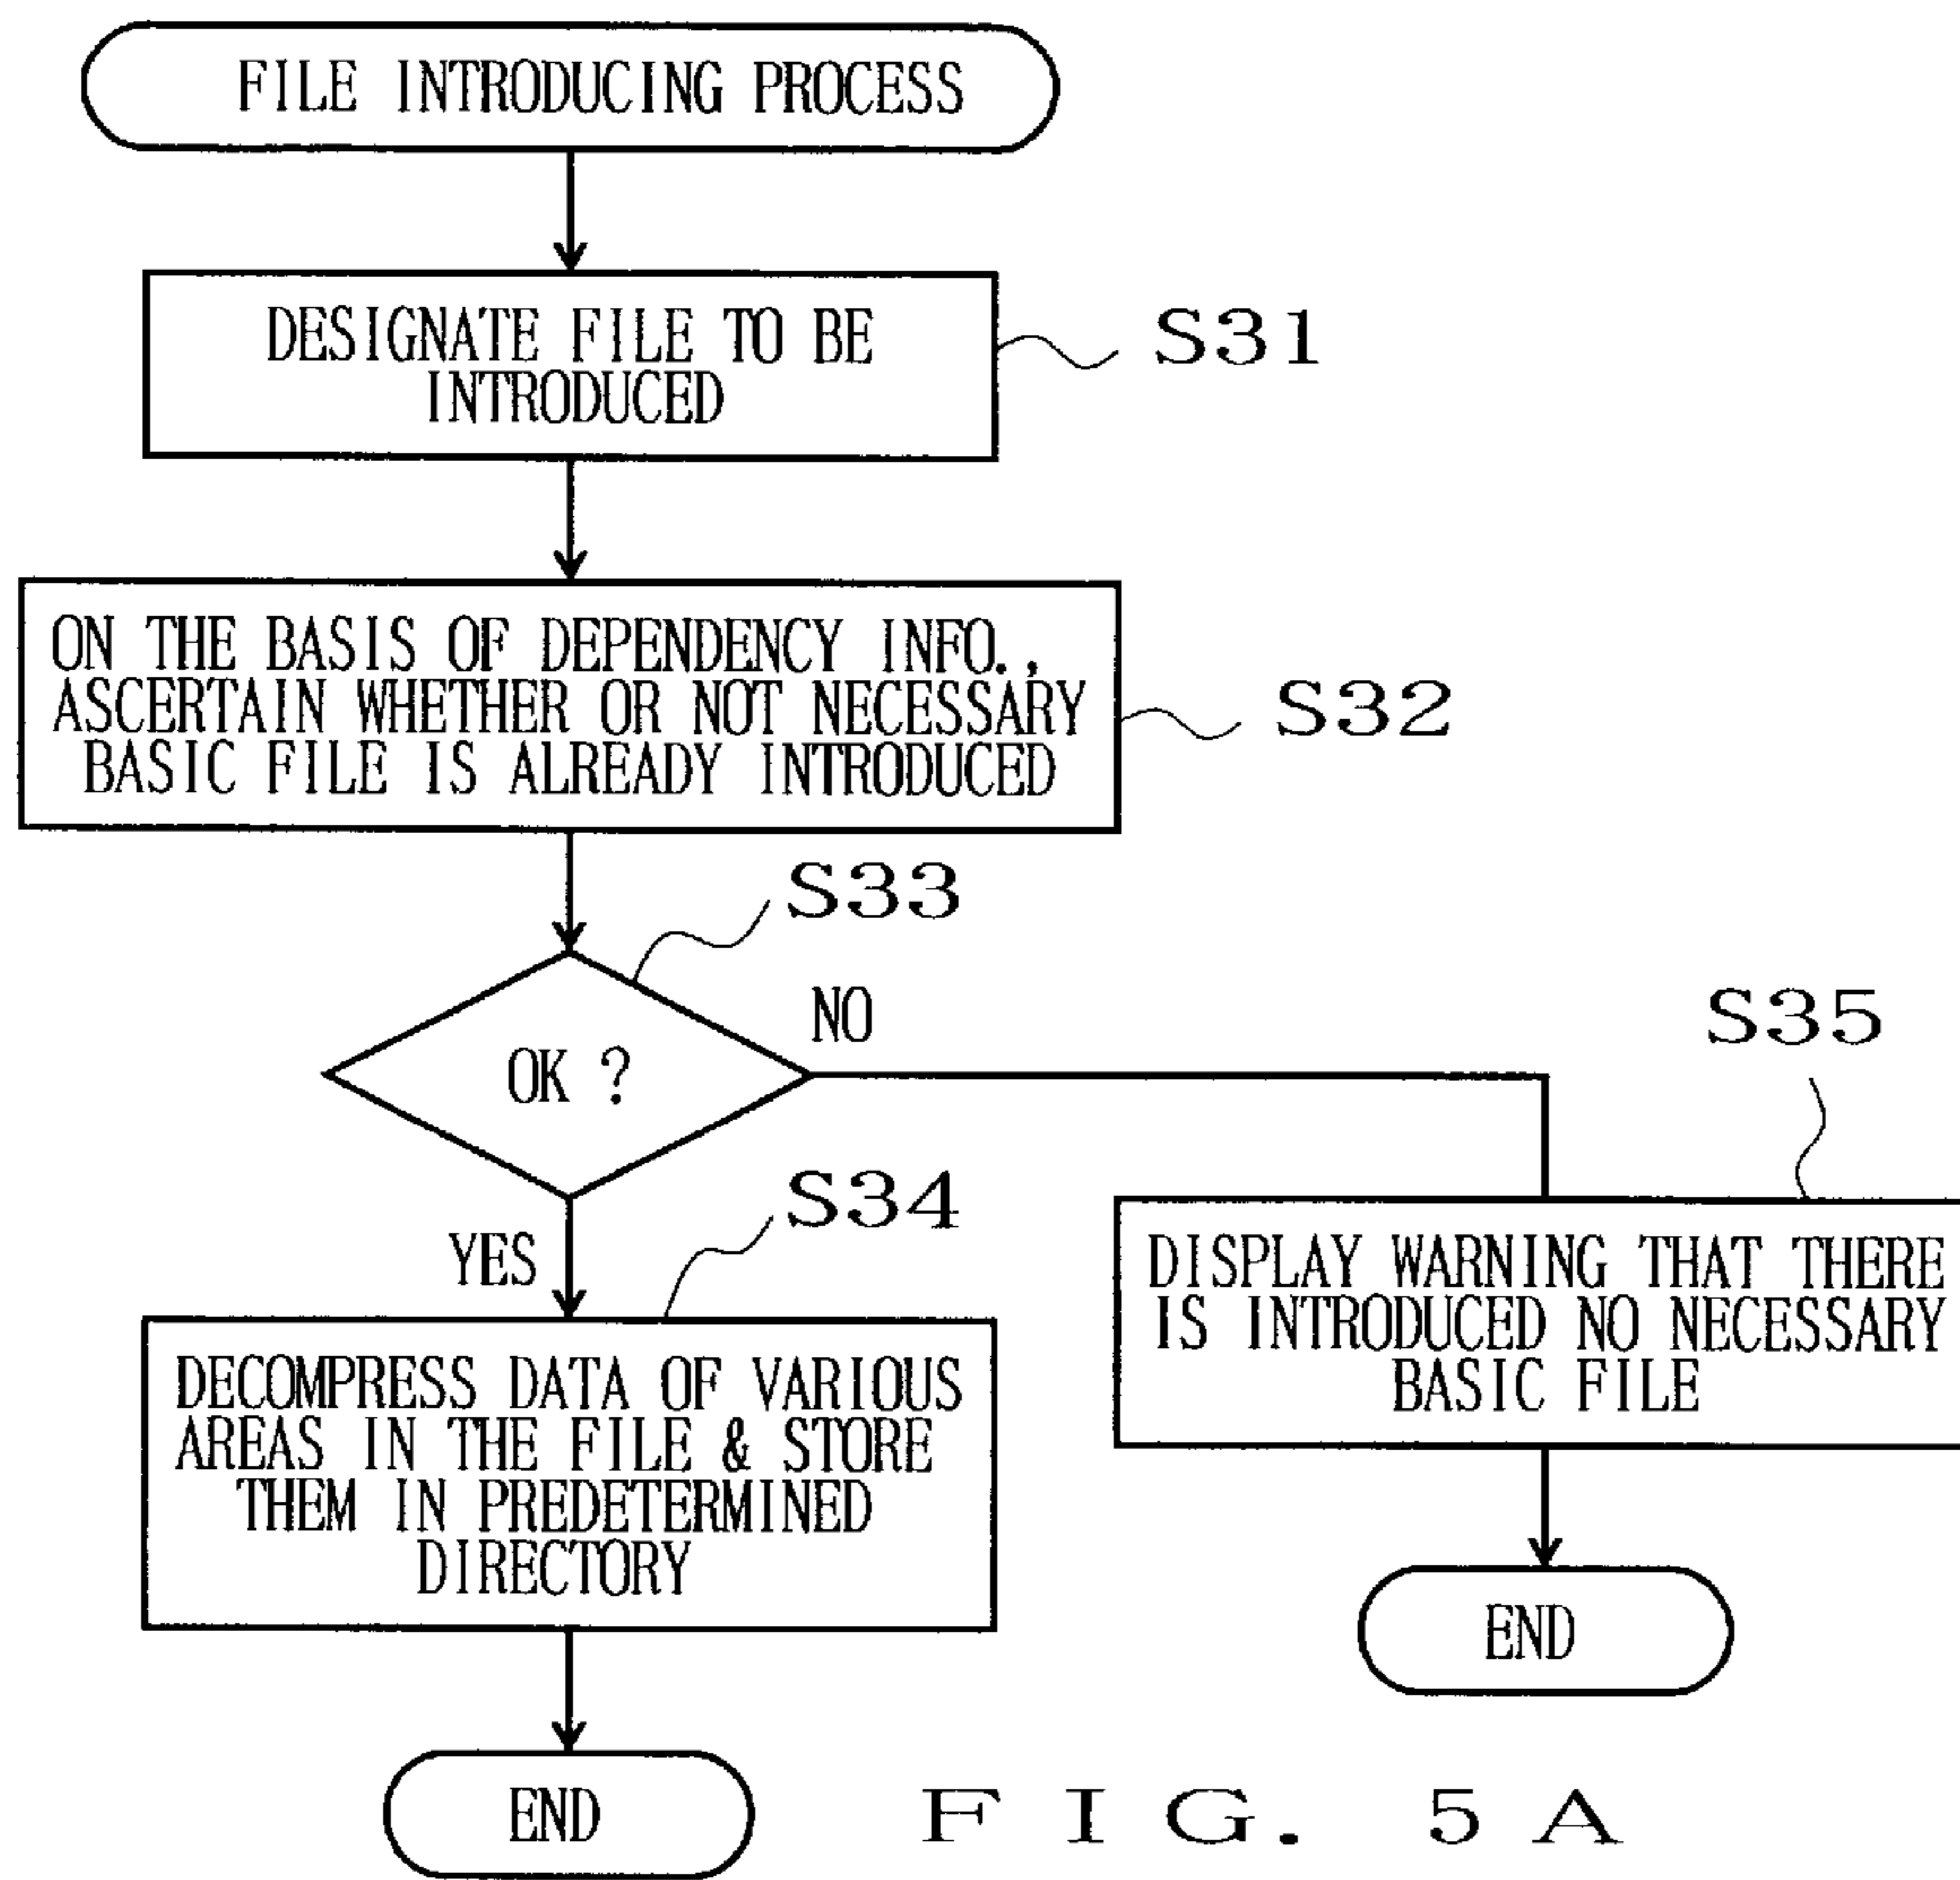 FILE INTRODUCING PROCESS
DESIGNATE FILE TO BE
INTRODUCED
S31
ON THE BASIS OF DEPENDENCY INFO.,
ASCERTAIN WHETHER OR NOT NECESSARY
BASIC FILE IS ALREADY INTRODUCED
S32
S33
OK ?
NO
YES
S34
DECOMPRESS DATA OF VARIOUS
AREAS IN THE FILE & STORE
THEM IN PREDETERMINED
DIRECTORY
END
S35
DISPLAY WARNING THAT THERE
IS INTRODUCED NO NECESSARY
BASIC FILE
END
FIG. 5A